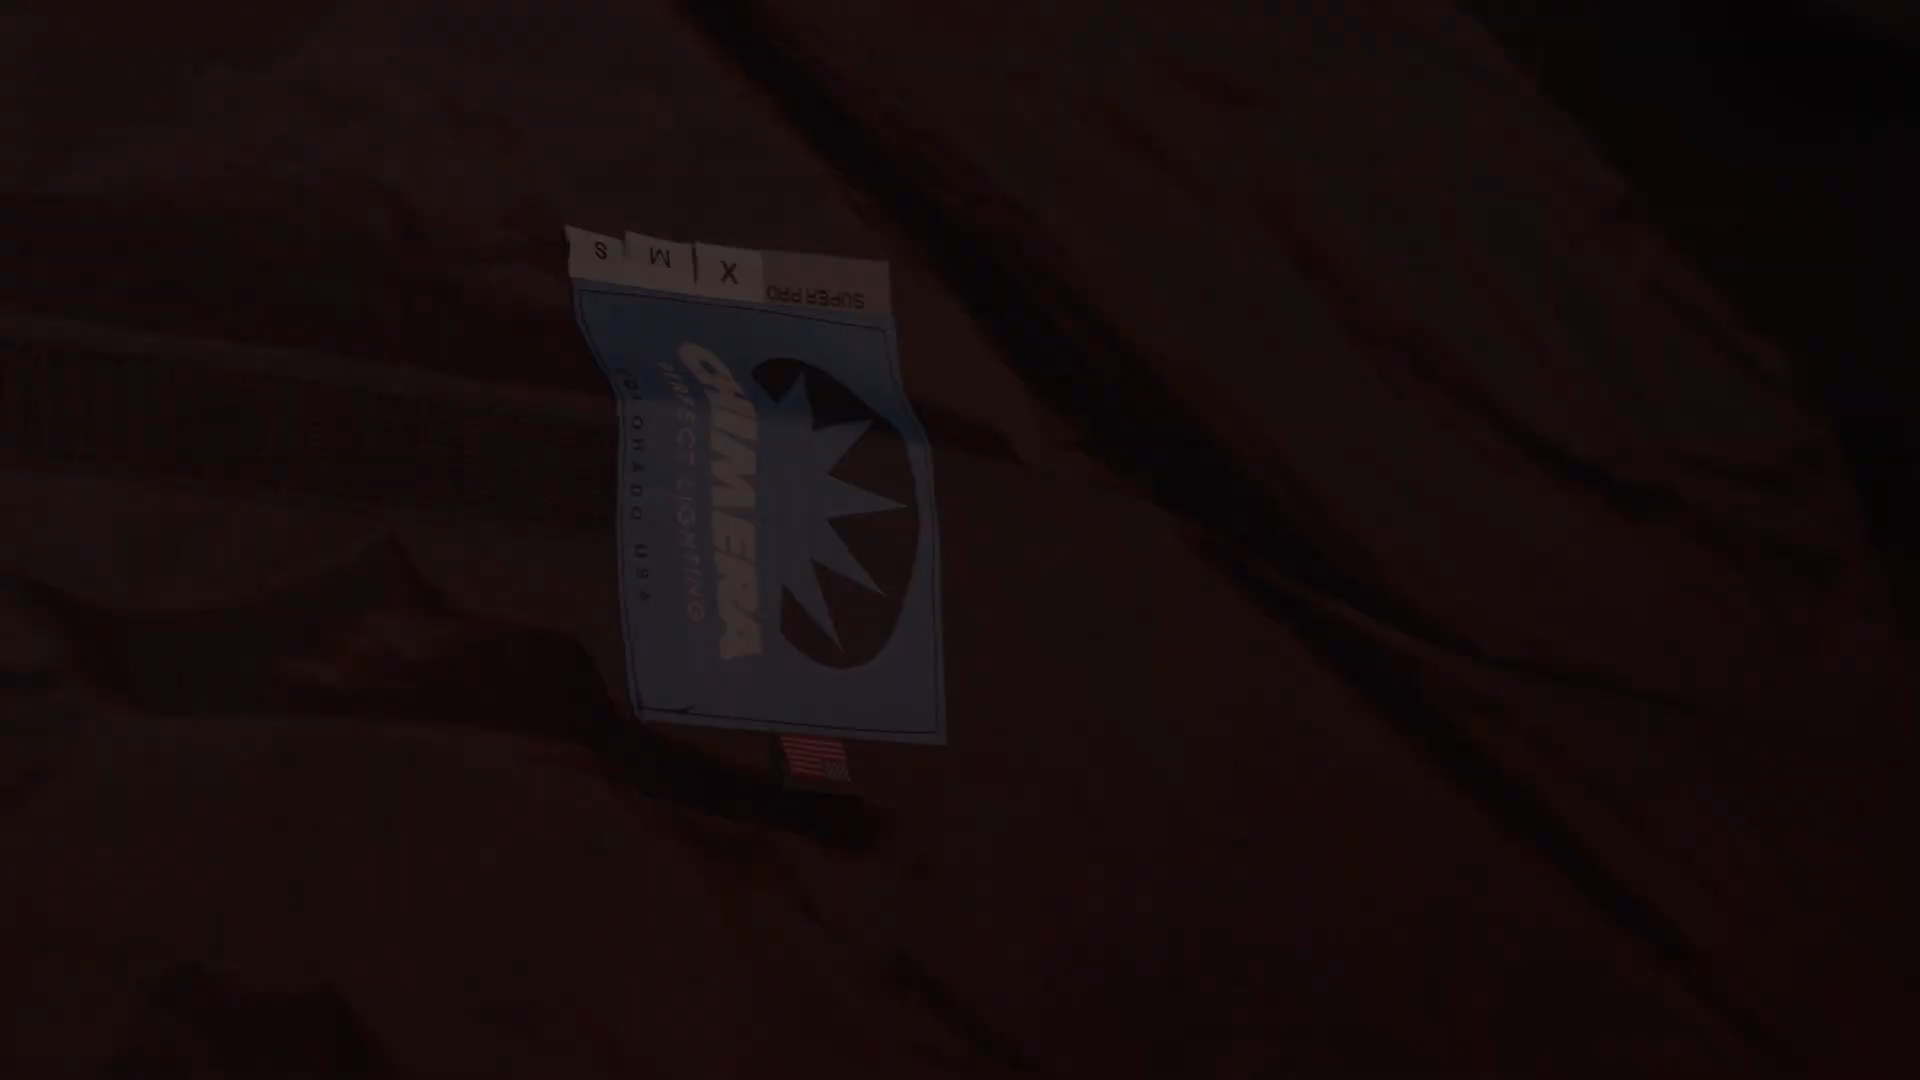 CHIMERA
PERFECT LIGHTING
COLORADO USA
SUPER PRO
X
M
S